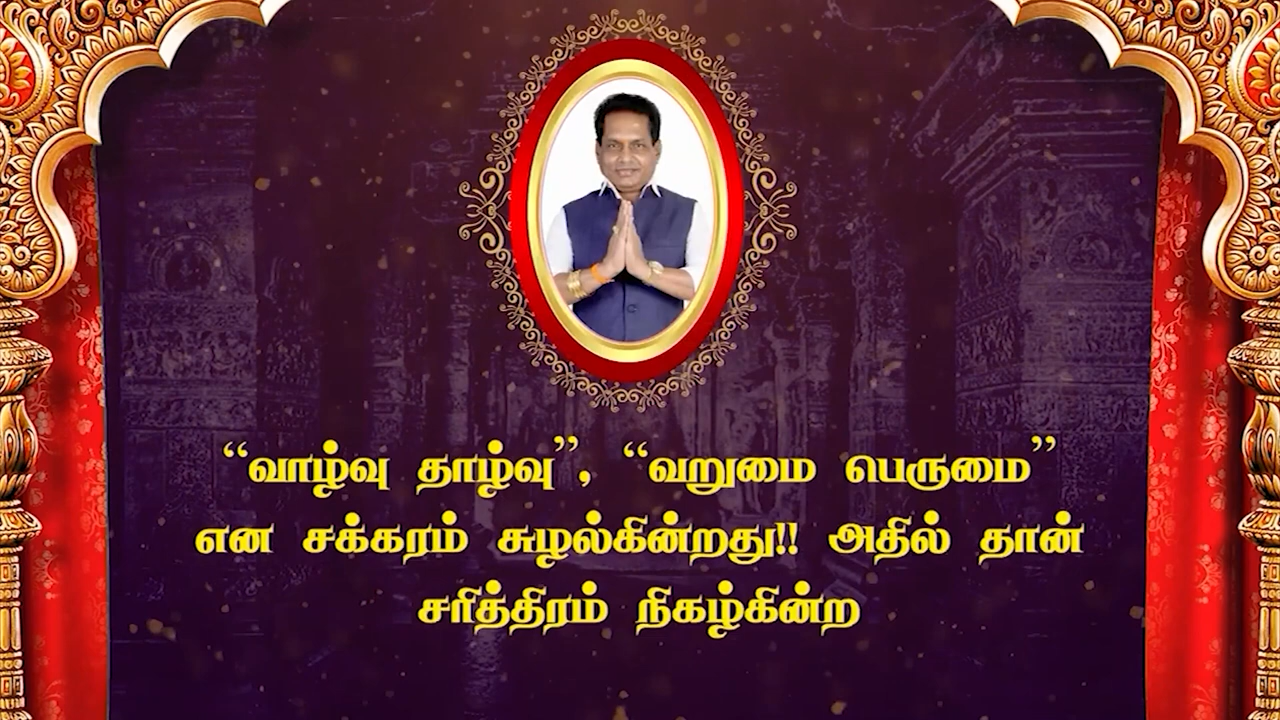 “வாழ்வு தாழ்வு”, “வறுமை பெருமை”
என சக்கரம் சுழல்கின்றது!! அதில் தான்
சரித்திரம் நிகழ்கின்ற